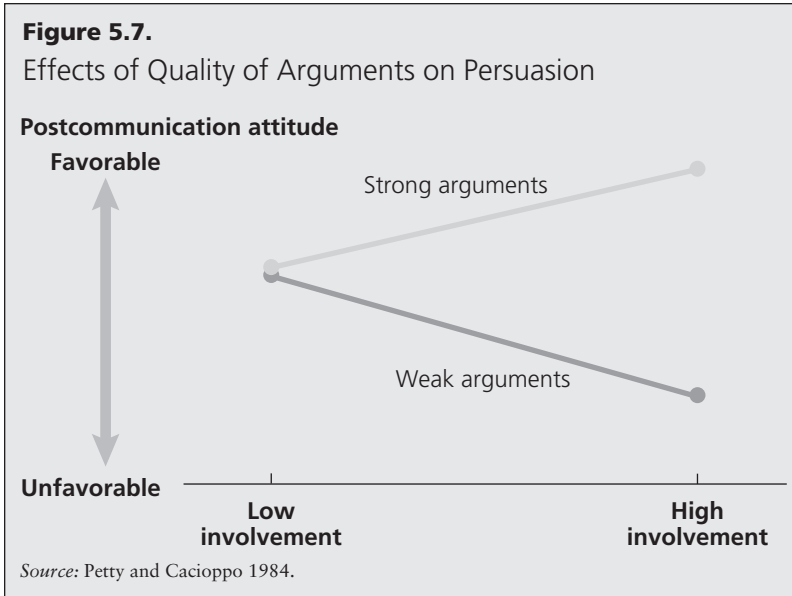 Figure 5.7.
Effects of Quality of Arguments on Persuasion
Postcommunication attitude
Favorable
Strong arguments
Weak arguments
Unfavorable
Low
involvement
High
involvement
Source: Petty and Cacioppo 1984.